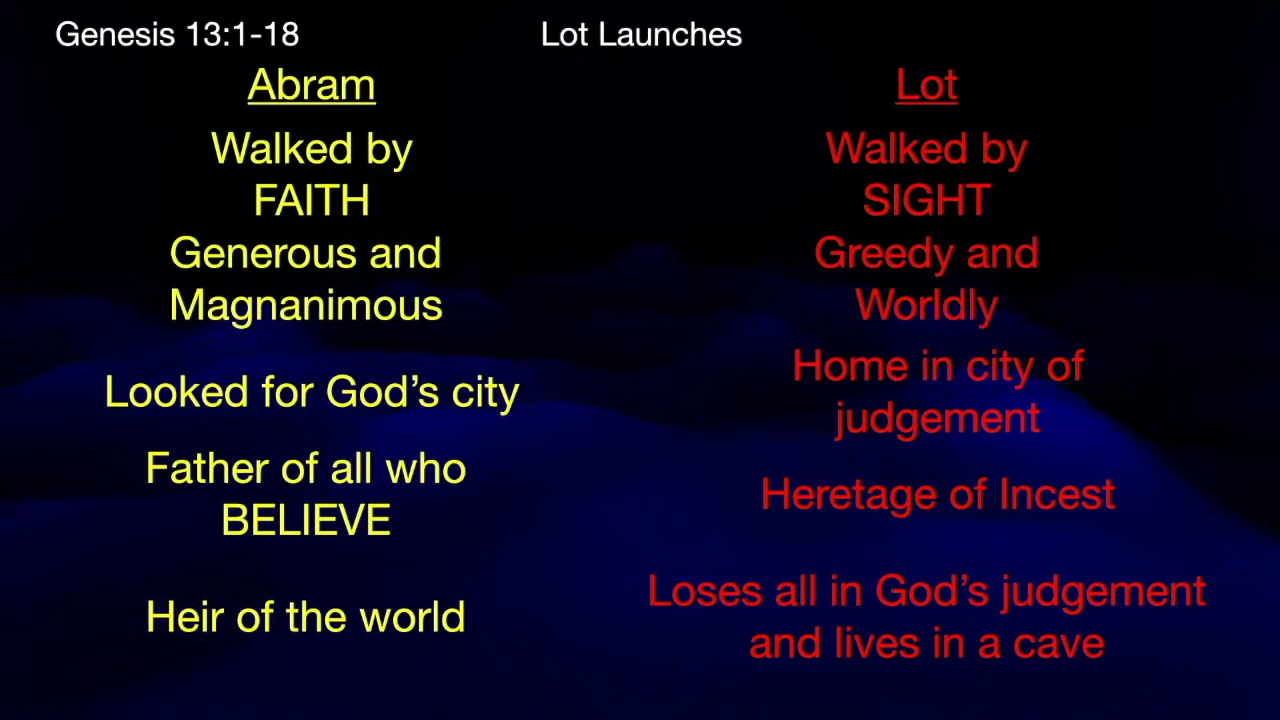 Genesis 13:1-18
Lot Launches
Abram
Walked by
FAITH
Generous and
Magnanimous
Looked for God’s city
Father of all who
BELIEVE
Heir of the world
Lot
Walked by
SIGHT
Greedy and
Worldly
Home in city of
judgement
Heretage of Incest
Loses all in God’s judgement
and lives in a cave